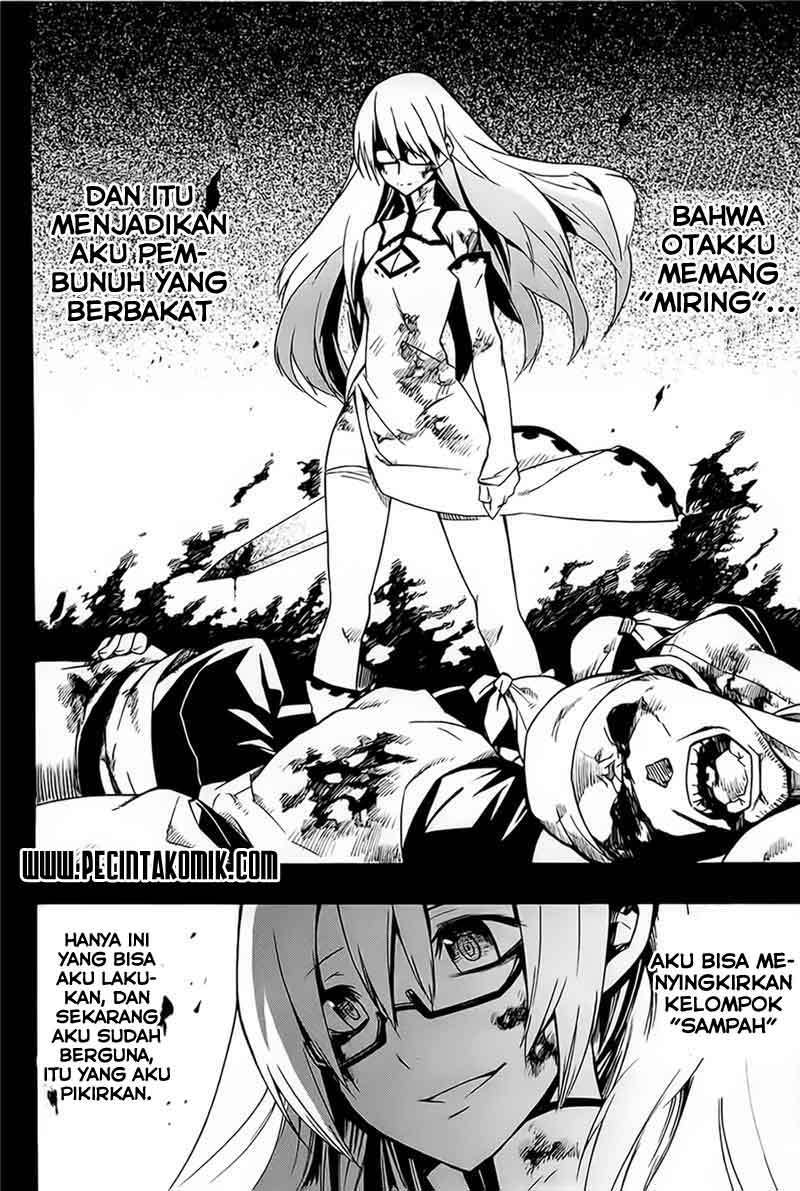 BAHWA
OTAKKU
MEMANG
"MIRING"...
DAN ITU
MENJADIKAN
AKU PEM-
BUNUH YANG
BERBAKAT
WWW.PECINTAKOMIK.COM
AKU BISA ME-
NYINGKIRKAN
KELOMPOK
"SAMPAH"
HANYA INI
YANG BISA
AKU LAKU-
KAN, DAN
SEKARANG
AKU SUDAH
BERGUNA,
ITU YANG AKU
PIKIRKAN.